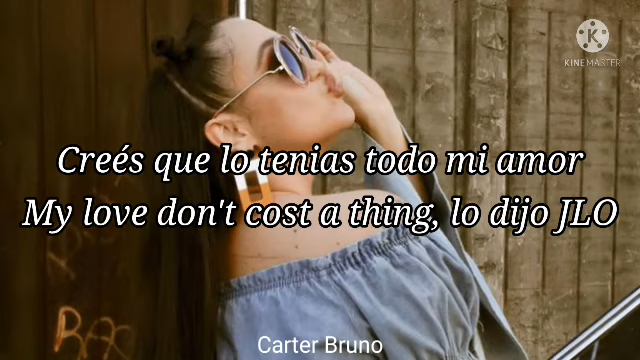 KINEMASTER
Creés que lo tenias todo mi amor
My love don't cost a thing, lo dijo JLO
Carter Bruno